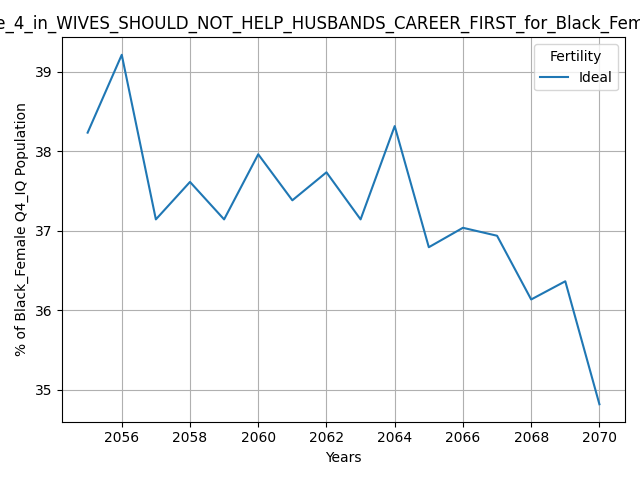 e_4_in_WIVES_SHOULD_NOT_HELP_HUSBANDS_CAREER_FIRST_for_Black_Fem
Fertility
Ideal
% of Black_Female Q4_IQ Population
39
38
37
36
35
2056 2058 2060 2062 2064 2066 2068 2070
Years